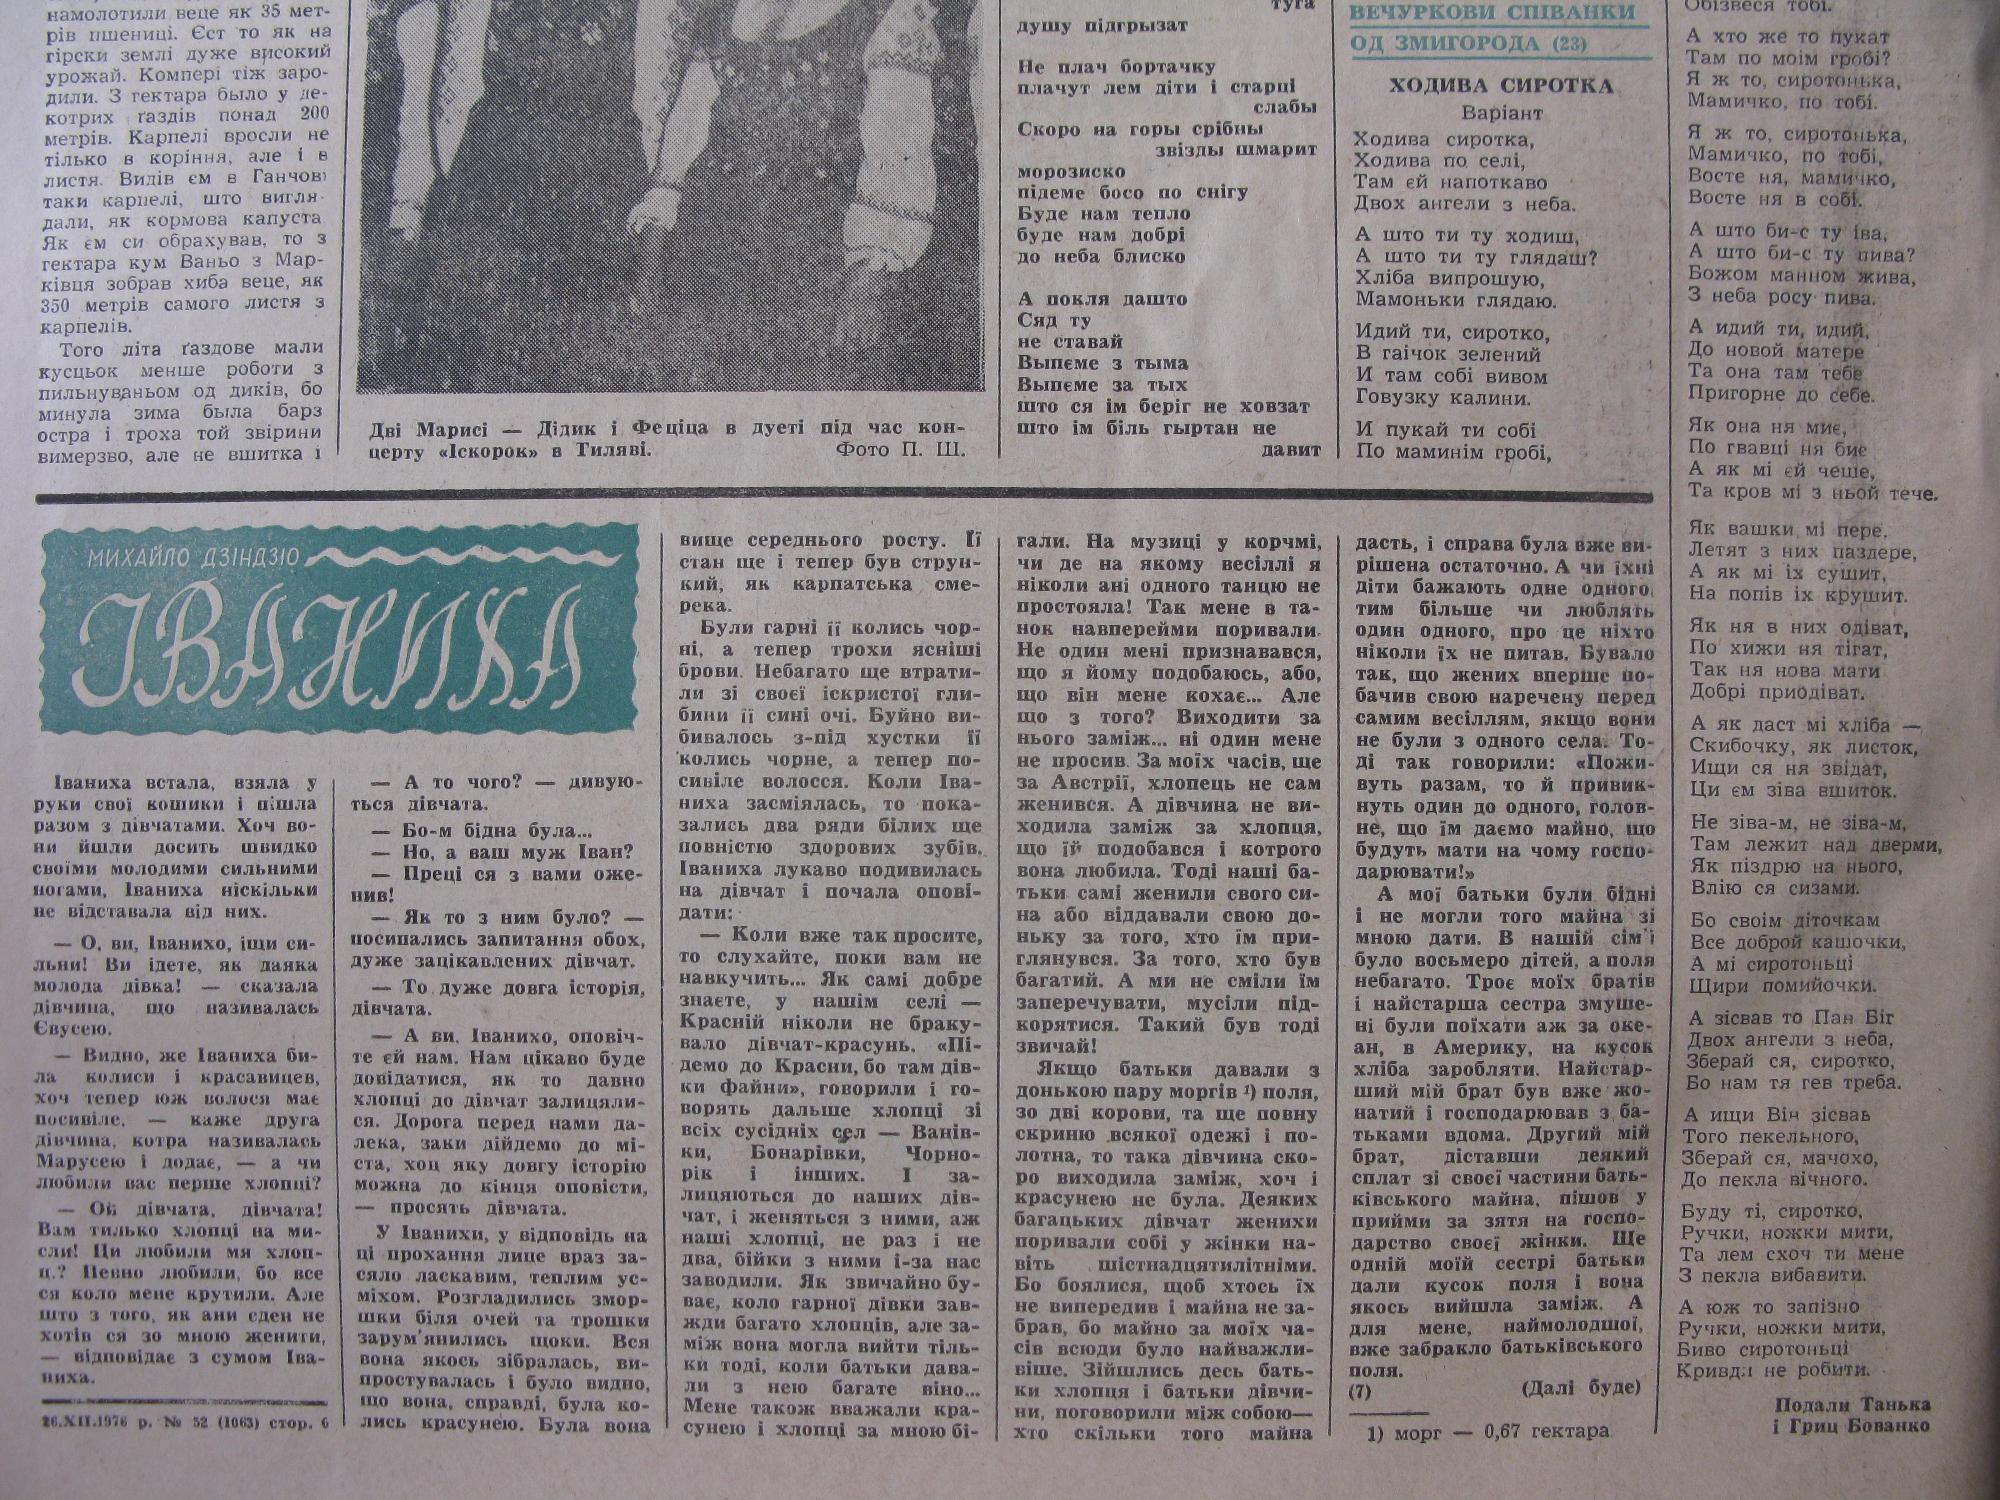 намолотили веце як 35 мет-
рів пшениці. Єст то як на
гірски землі дуже високий
урожай. Компері тіж заро-
дили. З гектара было у де-
котрих ґаздів понад 200
метрів. Карпелі вросли не
тілько в коріння, але і в
листя. Видів єм в Ганчові
таки карпелі, што вигля-
дали, як кормова капуста
Як єм си обрахував, то з
гектара кум Ваньо з Мар-
ківця зобрав хиба веце, як
350 метрів самого листя з
карпелів.
Того літа ґаздове мали
кусцьок менше роботи з
пильнуваньом од диків, бо
минула зима была барз
остра і троха той звірини
вимерзво, але не вшитка і
Дві Марисі — Дідик і Феціца в дуеті під час кон-
церту «Іскорок» в Тиляві. Фото П. Ш.
туга
душу підгрызат
Не плач бортачку
плачут лем діти і старці
слабы
Скоро на горы срібны
звізды шмарит
морозиско
підеме босо по снігу
Буде нам тепло
буде нам добрі
до неба блиско
А покля дашто
Сяд ту
не ставай
Выпеме з тыма
Выпеме за тых
што ся ім беріг не ховзат
што ім біль гыртан не
давит
ВЕЧУРКОВИ СПІВАНКИ
ОД ЗМИГОРОДА (23)
ХОДИВА СИРОТКА
Варіант
Ходива сиротка,
Ходива по селі,
Там єй напоткаво
Двох ангели з неба.
А што ти ту ходиш,
А што ти ту глядаш?
Хліба випрошую,
Мамоньки глядаю.
Идий ти, сиротко,
В гаічок зелений
И там собі вивом
Говузку калини.
И пукай ти собі
По маминім гробі,
Обізвеся тобі.
А хто же то пукат
Там по моім гробі?
Я ж то, сиротонька,
Мамичко, по тобі.
Я ж то, сиротонька,
Мамичко, по тобі,
Восте ня, мамичко,
Восте ня в собі.
А што би-с ту іва,
А што би-с ту пива?
Божом манном жива,
З неба росу пива.
А идий ти, идий,
До новой матере
Та она там тебе
Пригорне до себе.
Як она ня миє,
По гвавці ня бие
А як мі єй чеше,
Та кров мі з ньой тече.
Як вашки мі пере,
Летят з них паздере,
А як мі іх сушит,
На попів іх крушит.
Як ня в них одіват,
По хижи ня тігат,
Так ня нова мати
Добрі приодіват.
А як даст мі хліба —
Скибочку, як листок,
Ищи ся ня звідат,
Ци єм зіва вшиток.
Не зіва-м, не зіва-м,
Там лежит над дверми,
Як піздрю на нього,
Влію ся сизами.
Бо своім діточкам
Все доброй кашочки,
А мі сиротоньці
Щири помийочки.
А зісвав то Пан Біг
Двох ангели з неба,
Зберай ся, сиротко,
Бо нам тя гев треба.
А ищи Він зісвав
Того пекельного,
Зберай ся, мачохо,
До пекла вічного.
Буду ті, сиротко,
Ручки, ножки мити,
Та лем схоч ти мене
З пекла вибавити.
А юж то запізно
Ручки, ножки мити,
Биво сиротоньці
Кривди не робити.
Подали Танька
і Гриц Бованко
МИХАЙЛО ДЗІНДЗІО
ІВАНИХА
Іваниха встала, взяла у
руки свої кошики і пішла
разом з дівчатами. Хоч во-
ни йшли досить швидко
своїми молодими сильними
ногами, Іваниха ніскільки
не відставала від них.
— О, ви, Іванихо, іщи си-
льни! Ви ідете, як даяка
молода дівка! — сказала
дівчина, що називалась
Євусею.
— Видно, же Іваниха би-
ла колиси і красавицев,
хоч тепер юж волося має
посивіле, — каже друга
дівчина, котра називалась
Марусею і додає, — а чи
любили вас перше хлопці?
— Ой дівчата, дівчата!
Вам тилько хлопці на ми-
сли! Ци любили мя хлоп-
ці? Певно любили, бо все
ся коло мене крутили. Але
што з того, як ани єден не
хотів ся зо мною женити,
— відповідає з сумом Іва-
ниха.
26.XII.1976 р. № 52 (1063) стор. 6
— А то чого? — дивую-
ться дівчата.
— Бо-м бідна була...
— Но, а ваш муж Іван?
— Преці ся з вами оже-
нив!
— Як то з ним було? —
посипались запитання обох,
дуже зацікавлених дівчат.
— То дуже довга історія,
дівчата.
— А ви, Іванихо, оповіч-
те єй нам. Нам цікаво буде
довідатися, як то давно
хлопці до дівчат залицяли-
ся. Дорога перед нами да-
лека, заки дійдемо до мі-
ста, хоц яку довгу історію
можна до кінця оповісти,
— просять дівчата.
У Іванихи, у відповідь на
ці прохання лице враз за-
сяло ласкавим, теплим ус-
міхом. Розгладились змор-
шки біля очей та трошки
зарум'янились щоки. Вся
вона якось зібралась, ви-
простувалась і було видно,
що вона, справді, була ко-
лись красунею. Була вона
вище середнього росту. Її
стан ще і тепер був струн-
кий, як карпатська сме-
река.
Були гарні її колись чор-
ні, а тепер трохи ясніші
брови. Небагато ще втрати-
ли зі своєї іскристої гли-
бини її сині очі. Буйно ви-
бивалось з-під хустки її
колись чорне, а тепер по-
сивіле волосся. Коли Іва-
ниха засміялась, то пока-
зались два ряди білих ще
повністю здорових зубів.
Іваниха лукаво подивилась
на дівчат і почала опові-
дати:
— Коли вже так просите,
то слухайте, поки вам не
навкучить... Як самі добре
знаєте, у нашім селі —
Красній ніколи не браку-
вало дівчат-красунь. «Пі-
демо до Красни, бо там дів-
ки файни», говорили і го-
ворять дальше хлопці зі
всіх сусідніх сел — Ванів-
ки, Бонарівки, Чорно-
рік і інших. І за-
лицяються до наших дів-
чат, і женяться з ними, аж
наші хлопці, не раз і не
два, бійки з ними і-за нас
заводили. Як звичайно бу-
ває, коло гарної дівки зав-
жди багато хлопців, але за-
між вона могла вийти тіль-
ки тоді, коли батьки дава-
ли з нею багате віно...
Мене також вважали кра-
сунею і хлопці за мною бі-
гали. На музиці у корчмі,
чи де на якому весіллі я
ніколи ані одного танцю не
простояла! Так мене в та-
нок навперейми поривали.
Не один мені признавався,
що я йому подобаюсь, або,
що він мене кохає... Але
що з того? Виходити за
нього заміж... ні один мене
не просив. За моїх часів, ще
за Австрії, хлопець не сам
женився. А дівчина не ви-
ходила заміж за хлопця,
що їй подобався і котрого
вона любила. Тоді наші ба-
тьки самі женили свого си-
на або віддавали свою до-
ньку за того, хто їм при-
глянувся. За того, хто був
багатий. А ми не сміли їм
заперечувати, мусіли під-
корятися. Такий був тоді
звичай!
Якщо батьки давали з
донькою пару моргів ¹) поля,
зо дві корови, та ще повну
скриню всякої одежі і по-
лотна, то така дівчина ско-
ро виходила заміж, хоч і
красунею не була. Деяких
багацьких дівчат женихи
поривали собі у жінки на-
віть шістнадцятилітніми.
Бо боялися, щоб хтось їх
не випередив і майна не за-
брав, бо майно за моїх ча-
сів всюди було найважли-
віше. Зійшлись десь бать-
ки хлопця і батьки дівчи-
ни, поговорили між собою—
хто скільки того майна
дасть, і справа була вже ви-
рішена остаточно. А чи їхні
діти бажають одне одного,
тим більше чи люблять
один одного, про це ніхто
ніколи їх не питав. Бувало
так, що жених вперше по-
бачив свою наречену перед
самим весіллям, якщо вони
не були з одного села. То-
ді так говорили: «Пожи-
вуть разам, то й привик-
нуть один до одного, голов-
не, що їм даємо майно, що
будуть мати на чому госпо-
дарювати!»
А мої батьки були бідні
і не могли того майна зі
мною дати. В нашій сім'ї
було восьмеро дітей, а поля
небагато. Троє моїх братів
і найстарша сестра змуше-
ні були поїхати аж за оке-
ан, в Америку, на кусок
хліба заробляти. Найстар-
ший мій брат був вже жо-
натий і господарював з ба-
тьками вдома. Другий мій
брат, діставши деякий
сплат зі своєї частини бать-
ківського майна, пішов у
прийми за зятя на госпо-
дарство своєї жінки. Ще
одній моїй сестрі батьки
дали кусок поля і вона
якось вийшла заміж. А
для мене, наймолодшої,
вже забракло батьківського
поля.
(7) (Далі буде)
1) морг — 0,67 гектара